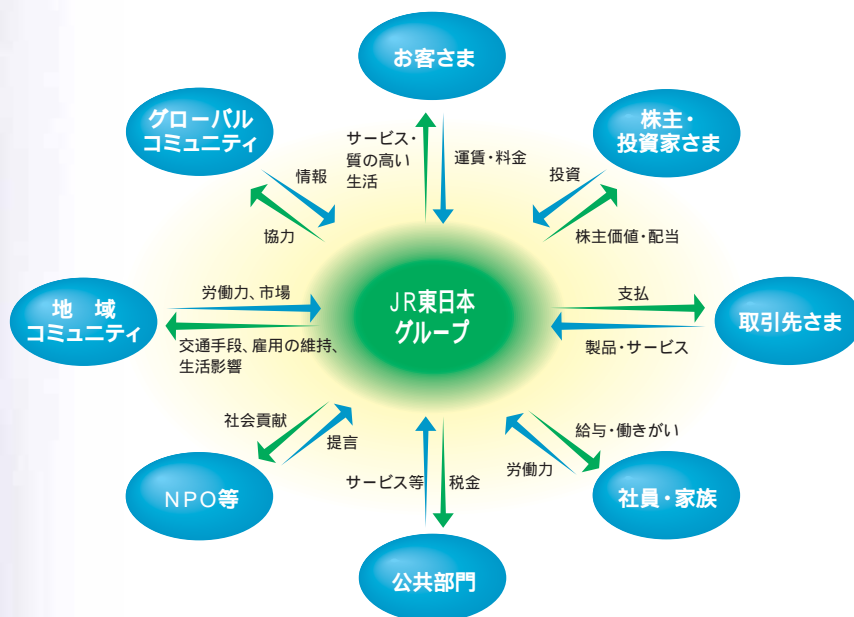 お客さま
グローバル
コミュニティ
株主・
投資家さま
サービス・
質の高い
生活
運賃・料金
情報
投資
協力
株主価値・配当
地　域
コミュニティ
労働力、市場
JR東日本
グループ
支払
取引先さま
交通手段、雇用の維持、
生活影響
製品・サービス
社会貢献
提言
給与・働きがい
労働力
NPO等
サービス等
税金
社員・家族
公共部門